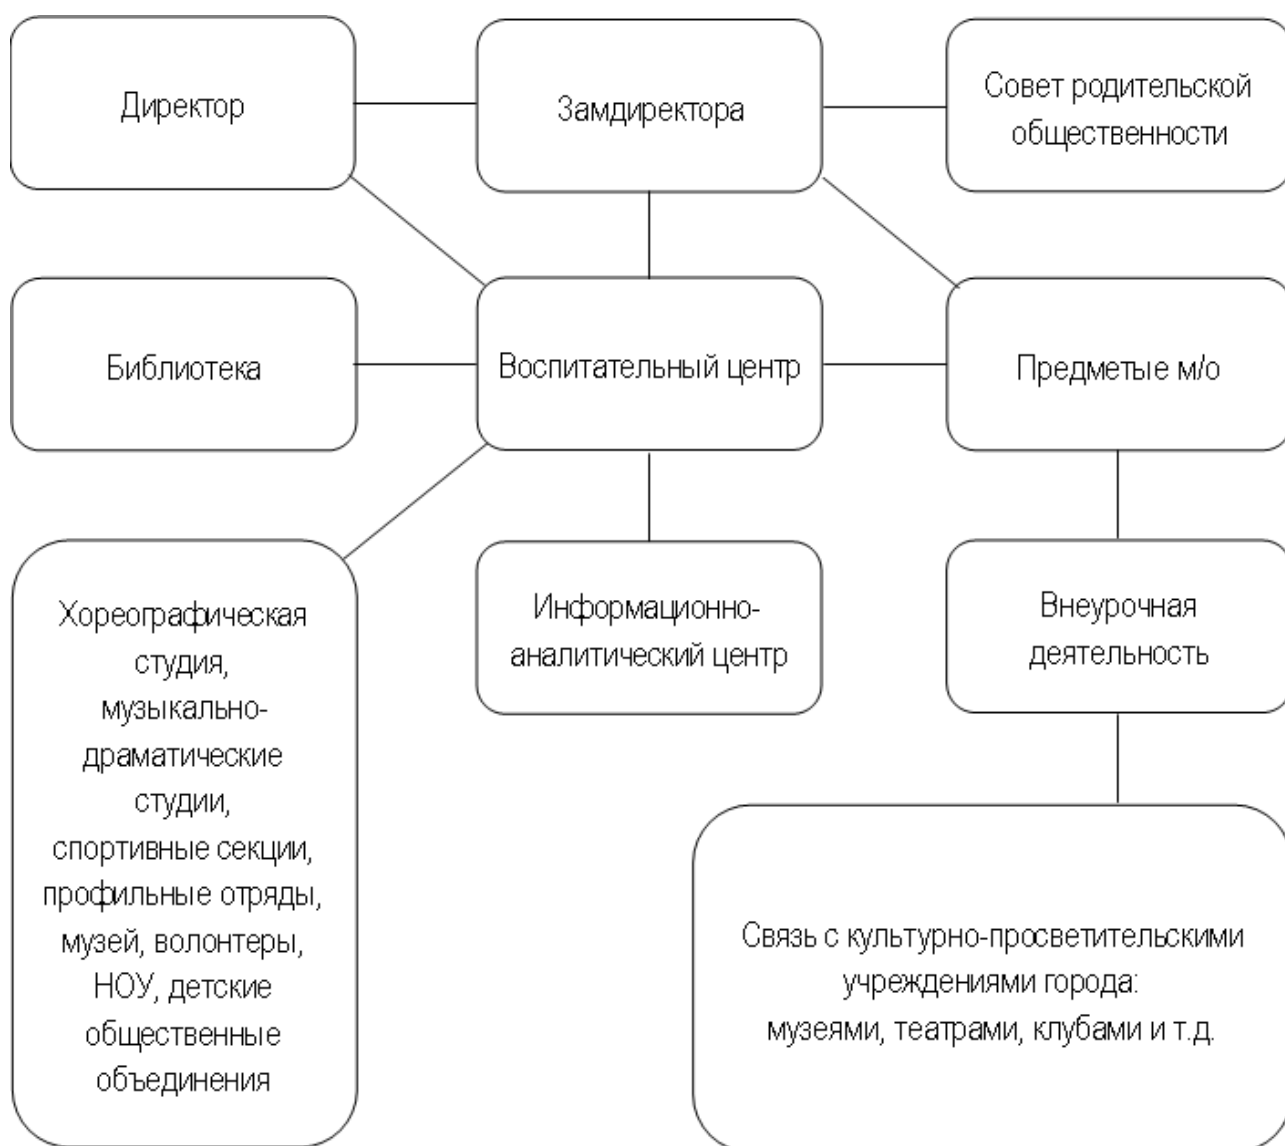 Директор
Замдиректора
Совет родительской
общественности
Библиотека
Воспитательный центр
Предметые м/о
Хореографическая
студия,
музыкально-
драматические
студии,
спортивные секции,
профильные отряды,
музей, волонтеры,
НОУ, детские
общественные
объединения
Информационно-
аналитический центр
Внеурочная
деятельность
Связь с культурно-просветительскими
учреждениями города:
музеями, театрами, клубами и т.д.